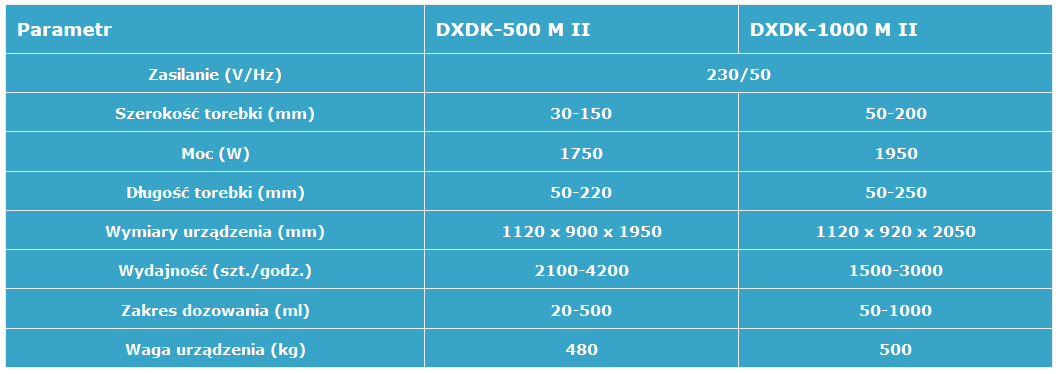 Parametr DXDK-500 M II DXDK-1000 M II
Zasilanie (V/Hz) 230/50
Szerokość torebki (mm) 30-150 50-200
Moc (W) 1750 1950
Długość torebki (mm) 50-220 50-250
Wymiary urządzenia (mm) 1120 x 900 x 1950 1120 x 920 x 2050
Wydajność (szt./godz.) 2100-4200 1500-3000
Zakres dozowania (ml) 20-500 50-1000
Waga urządzenia (kg) 480 500